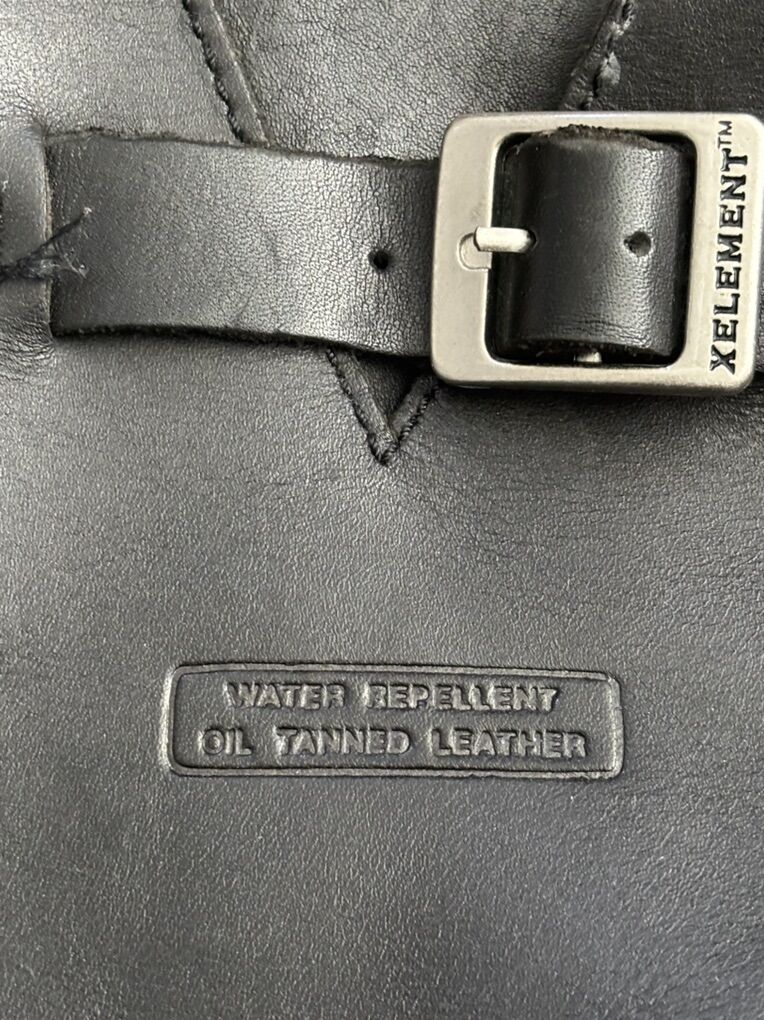 XELEMENT™
WATER REPELLENT
OIL TANNED LEATHER